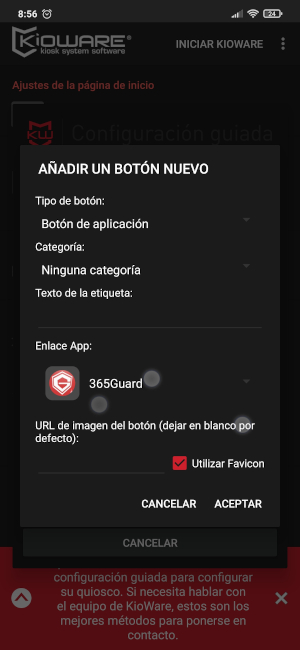 8:56
24
KIOWARE®
kiosk system software
INICIAR KIOWARE
Ajustes de la página de inicio
KW
Configuración guiada
AÑADIR UN BOTÓN NUEVO
Tipo de botón:
Botón de aplicación
Categoría:
Ninguna categoría
Texto de la etiqueta:
Enlace App:
365Guard
URL de imagen del botón (dejar en blanco por
defecto):
Utilizar Favicon
CANCELAR
ACEPTAR
CANCELAR
configuración guiada para configurar
su quiosco. Si necesita hablar con
el equipo de KioWare, estos son los
mejores métodos para ponerse en
contacto.